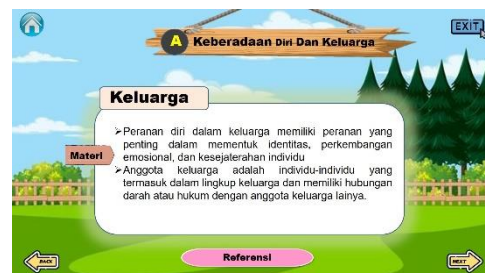 EXIT
A Keberadaan Diri Dan Keluarga
Keluarga
➢Peranan diri dalam keluarga memiliki peranan yang
penting dalam mementuk identitas, perkembangan
emosional, dan kesejaterahan individu
Materi
➢Anggota keluarga adalah individu-individu yang
termasuk dalam lingkup keluarga dan memiliki hubungan
darah atau hukum dengan anggota keluarga lainya.
BACK
Referensi
NEXT